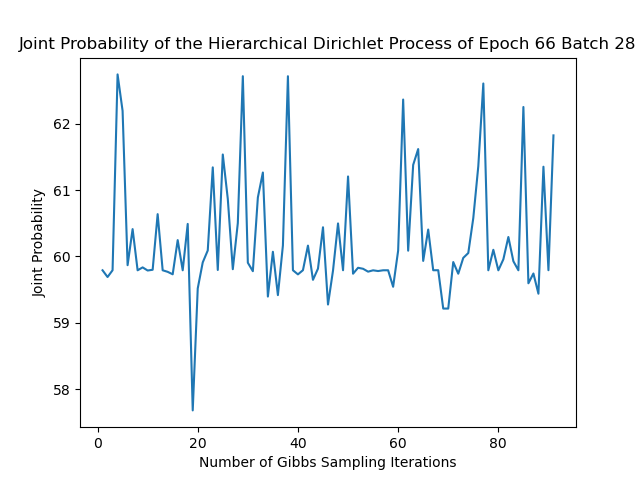 Joint Probability of the Hierarchical Dirichlet Process of Epoch 66 Batch 28
Joint Probability
62
61
60
59
58
0 20 40 60 80
Number of Gibbs Sampling Iterations